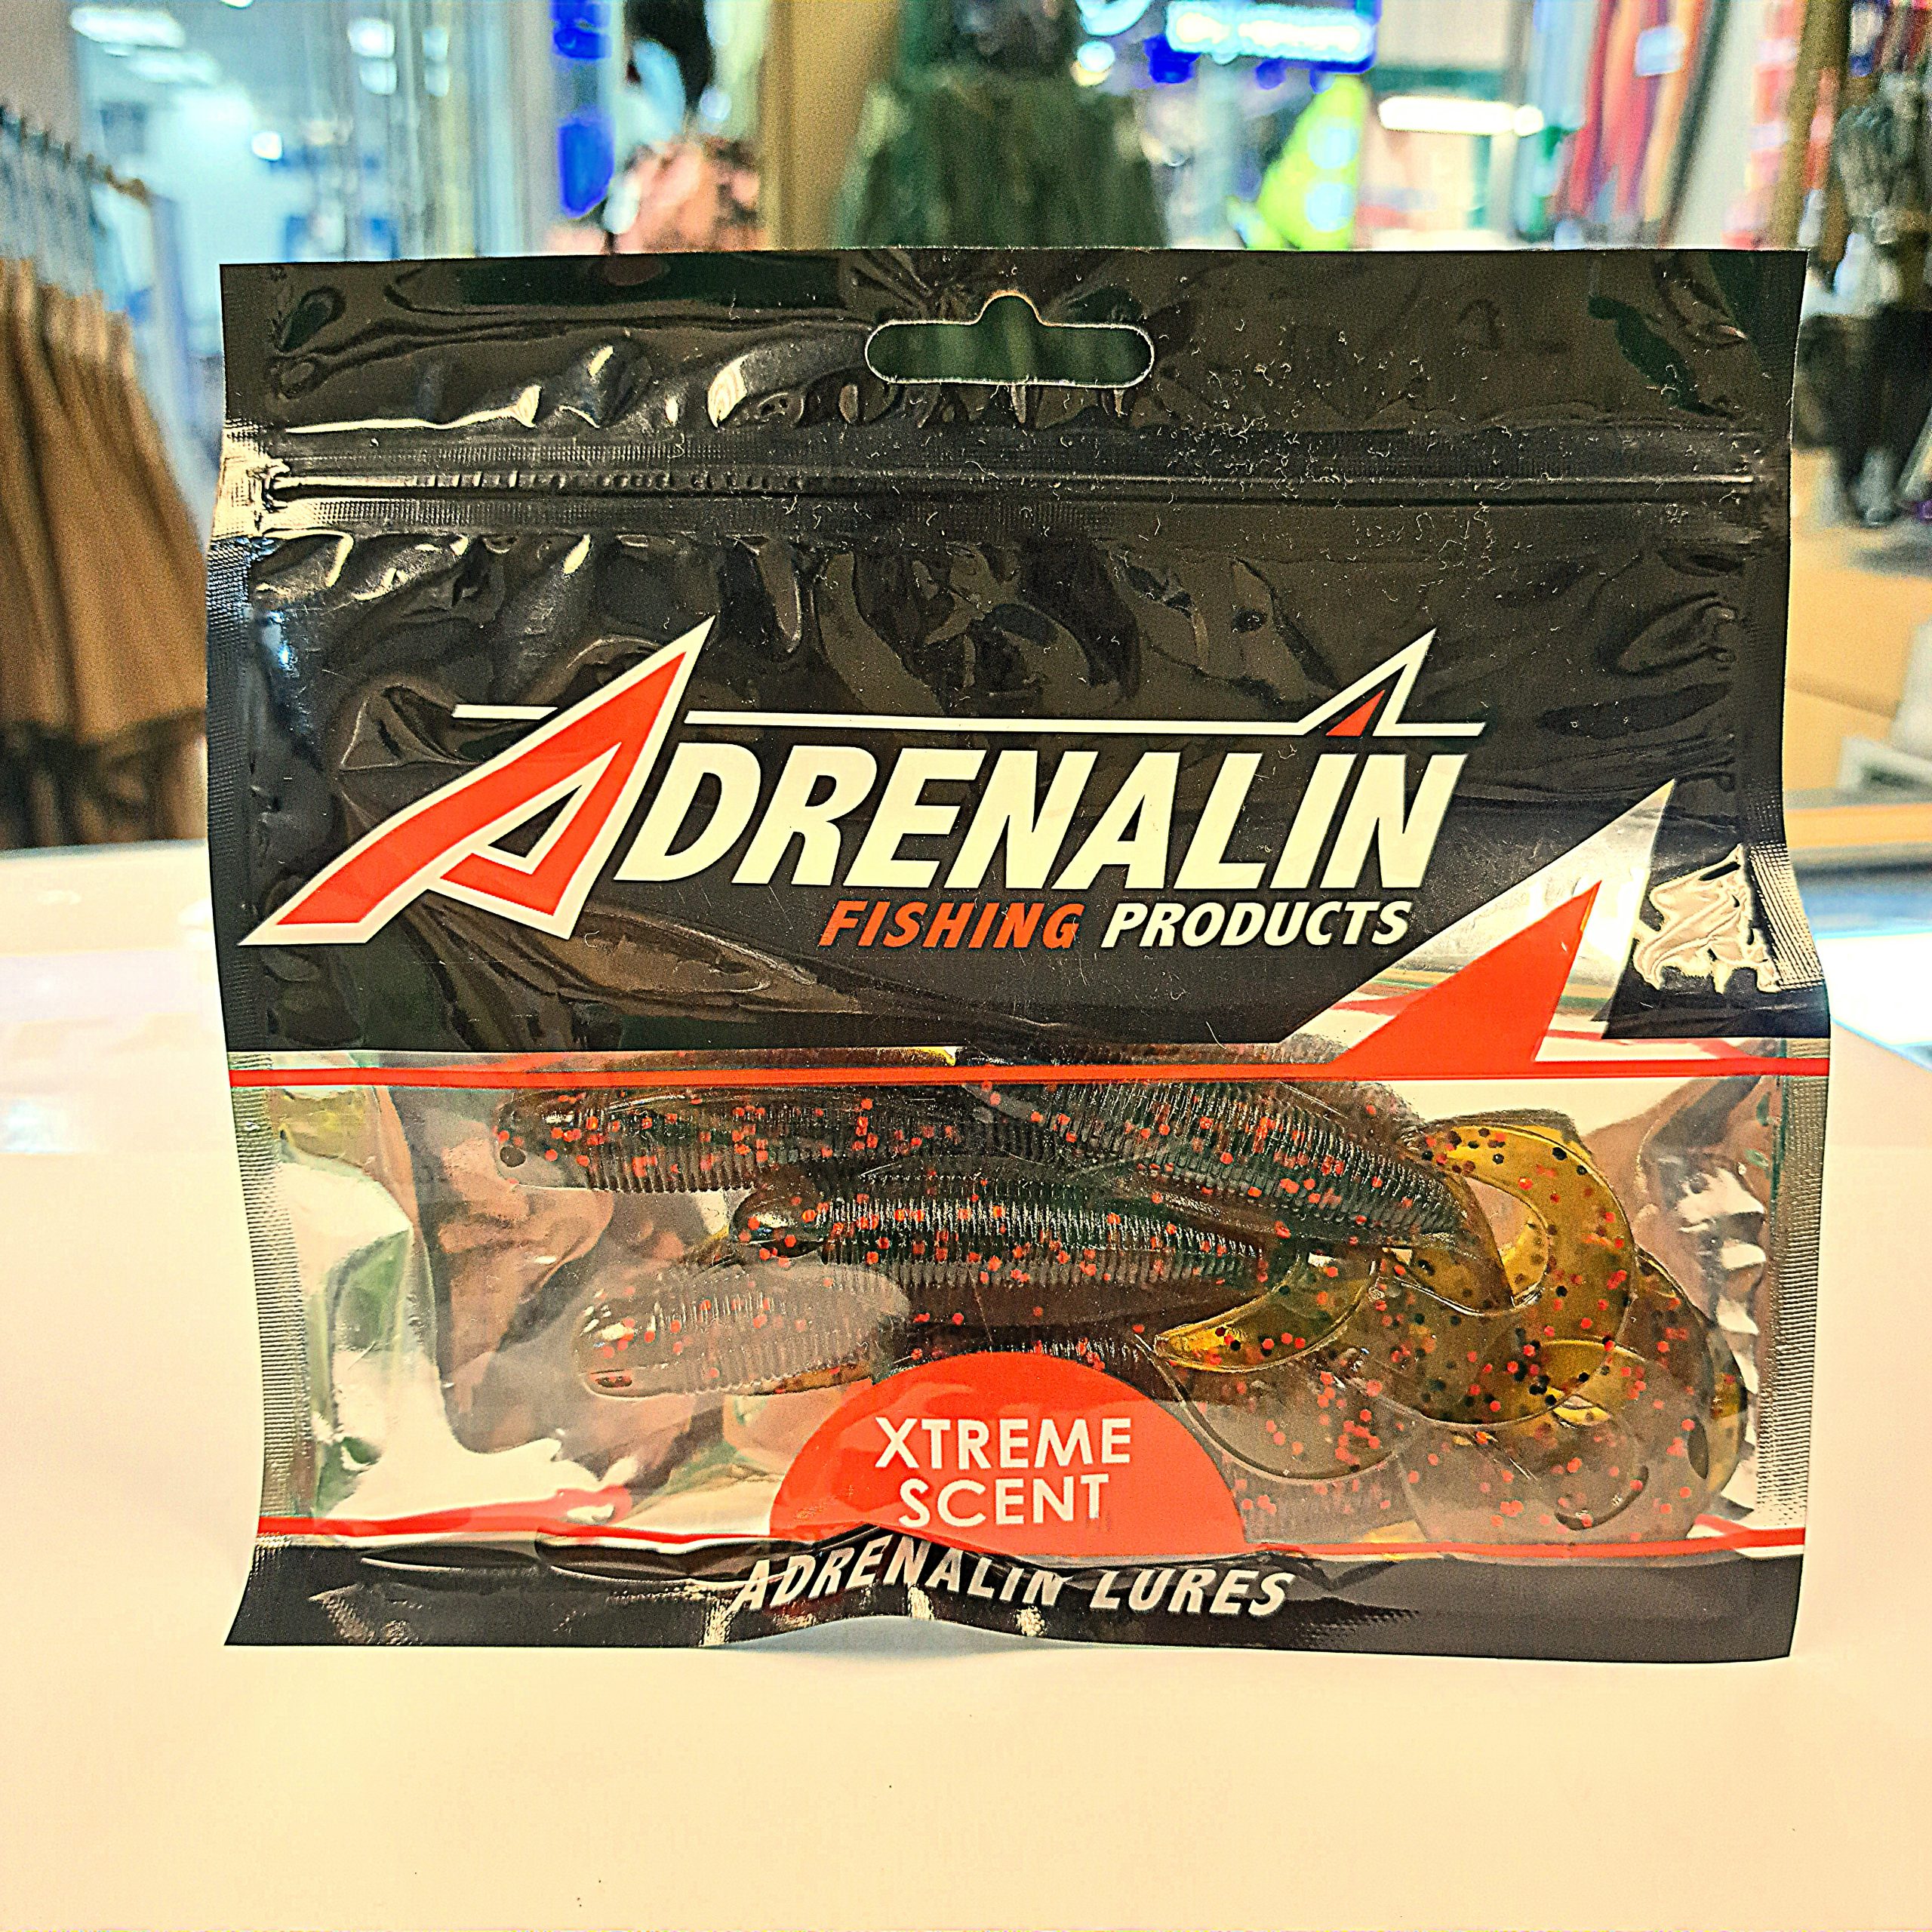 ADRENALIN
FISHING PRODUCTS
XTREME
SCENT
ADRENALIN LURES